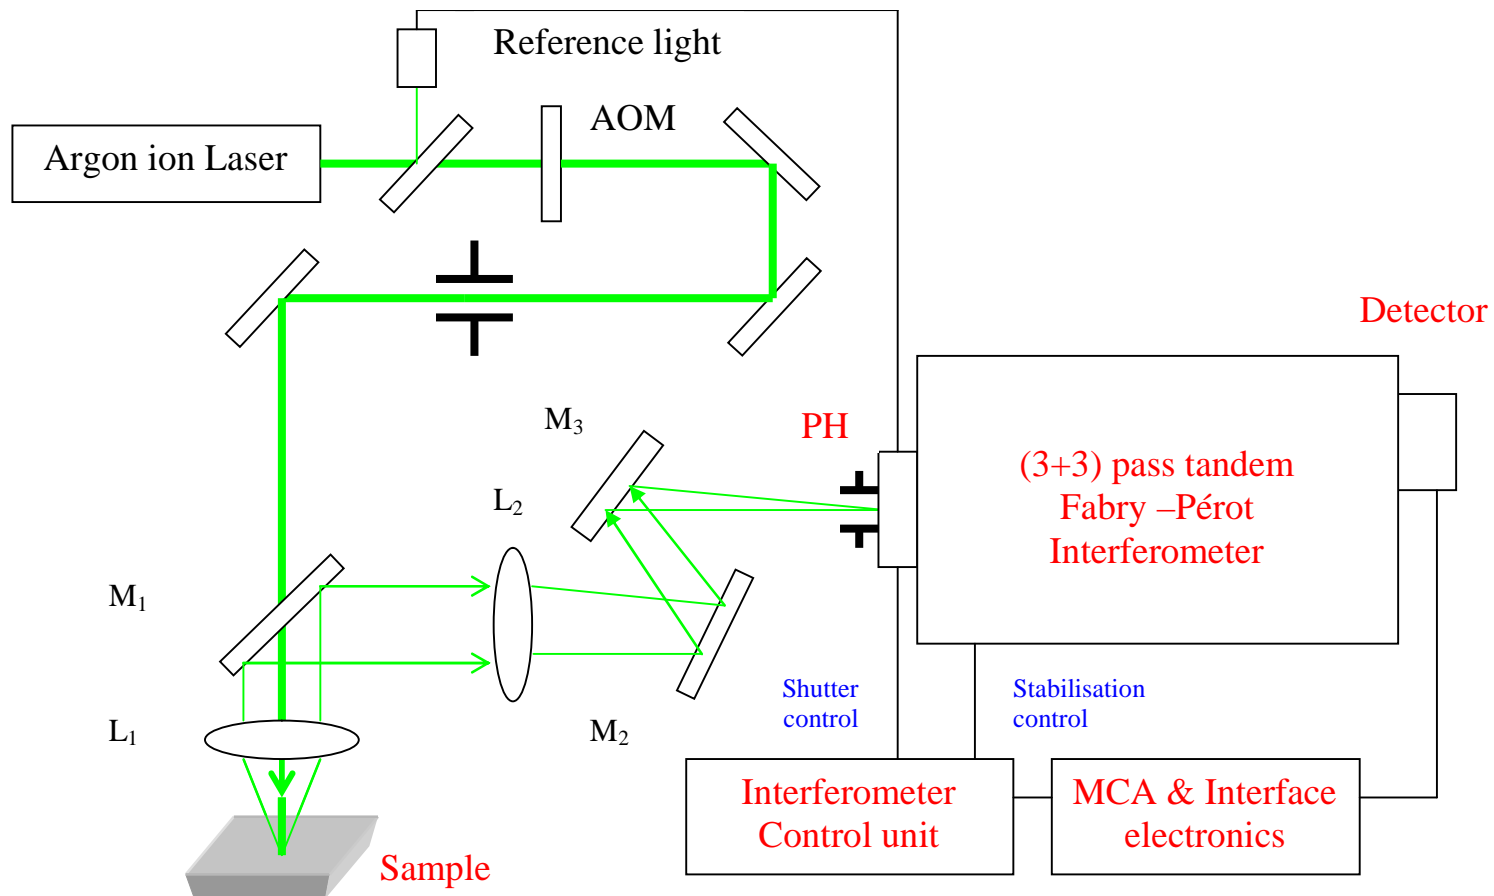 Reference light
AOM
Argon ion Laser
Detector
PH
M₃
(3+3) pass tandem
Fabry –Pérot
Interferometer
L₂
M₁
Shutter
control
Stabilisation
control
L₁
M₂
Interferometer
Control unit
MCA & Interface
electronics
Sample